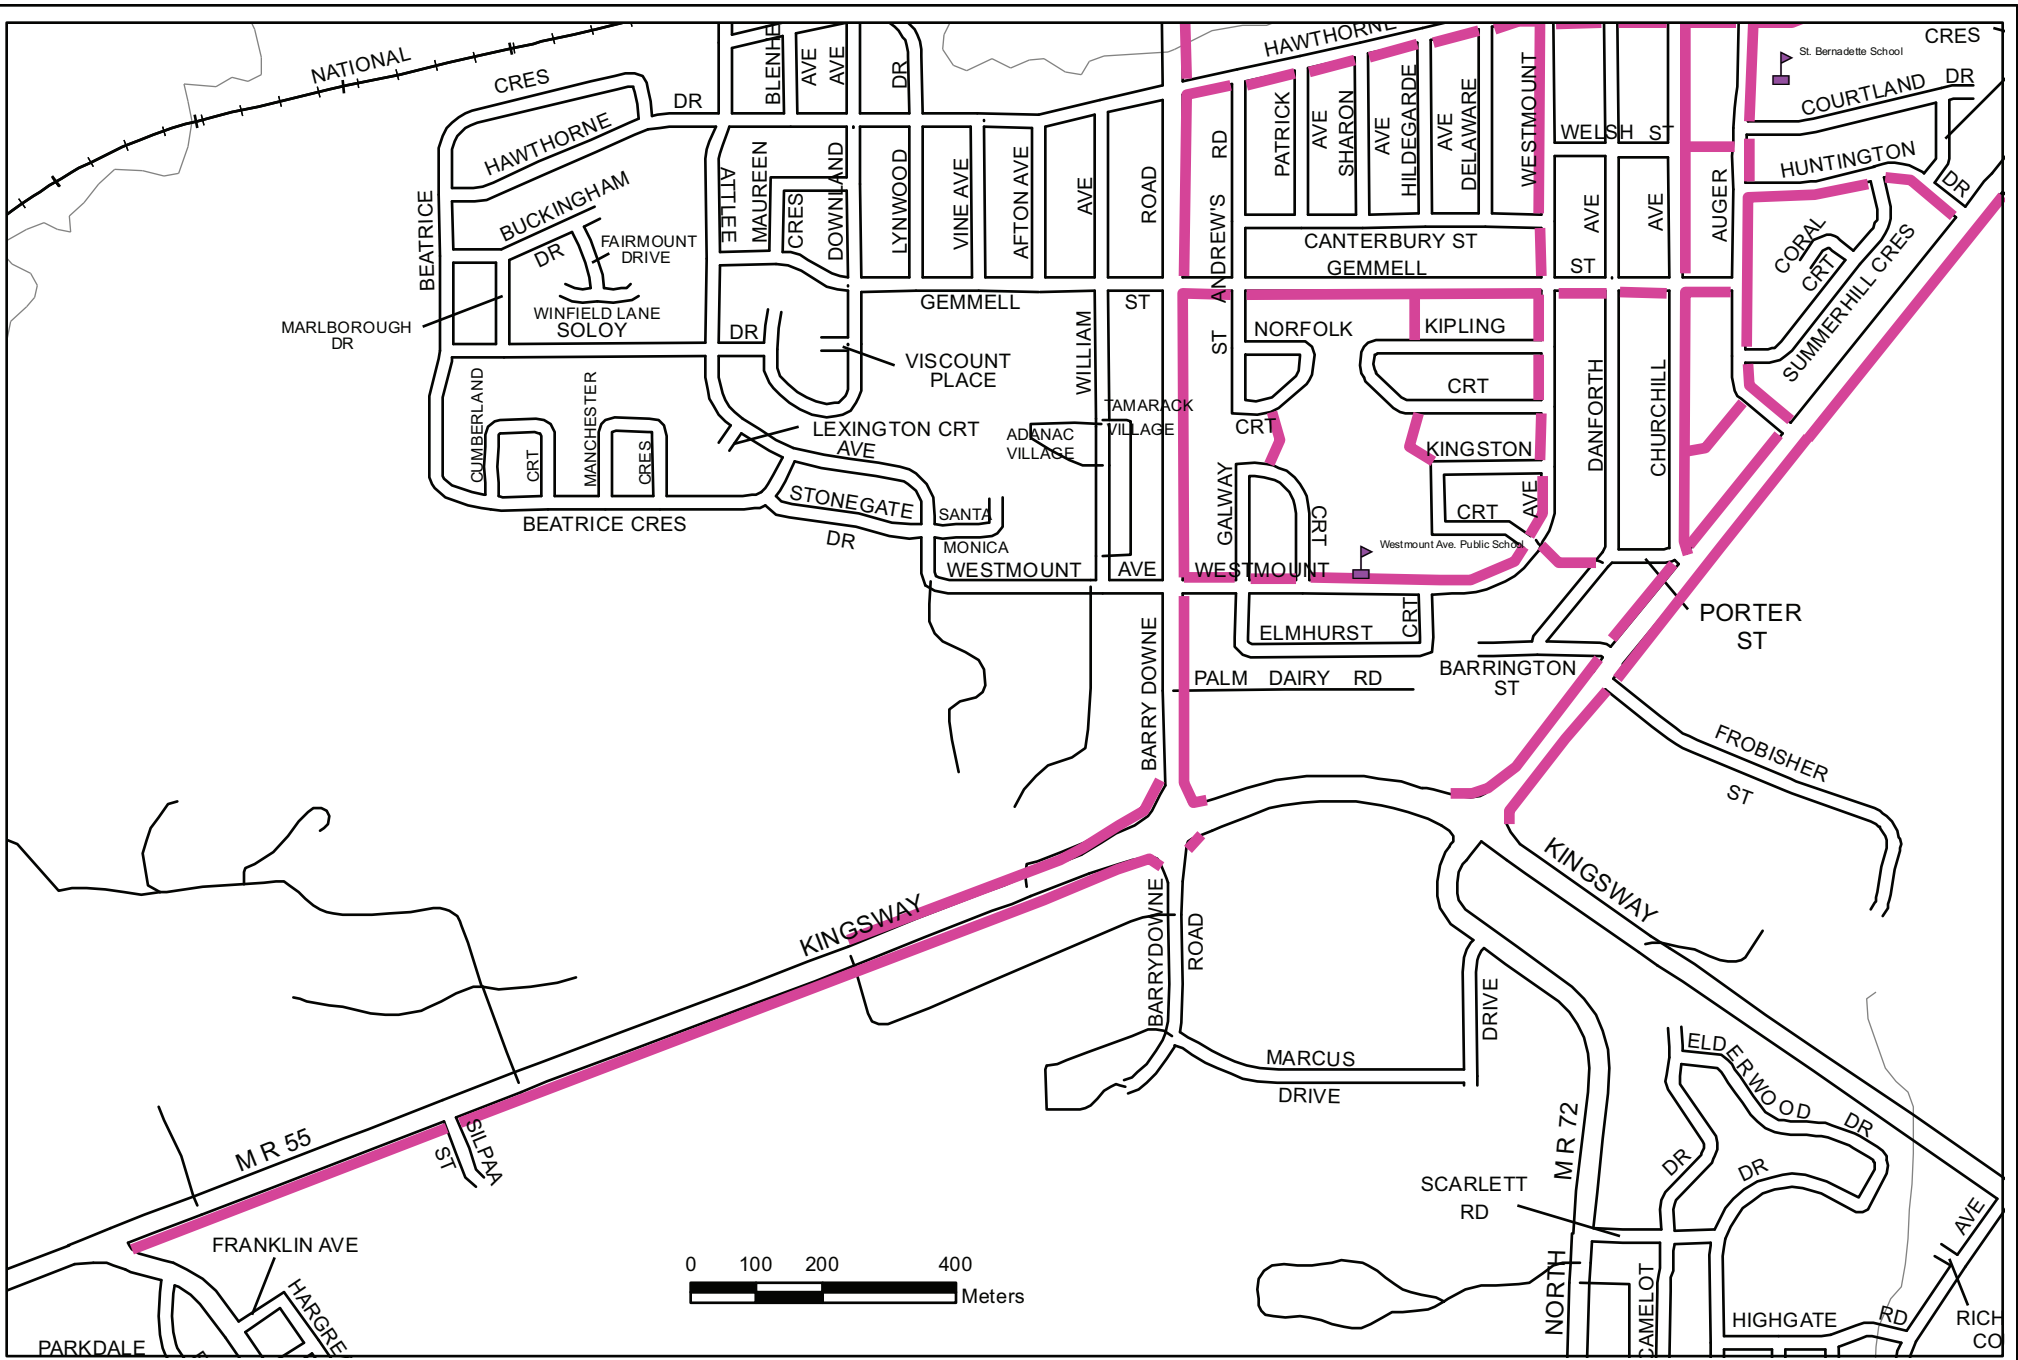 NATIONAL
CRES
HAWTHORNE
DR
BLENHE
AVE
AVE
DR
HAWTHORNE
CRES
St. Bernadette School
COURTLAND
DR
WELSH ST
HUNTINGTON
DR
BUCKINGHAM
DR
FAIRMOUNT
DRIVE
BEATRICE
ATTLEE
MAUREEN
CRES
DOWNLAND
LYNWOOD
VINE AVE
AFTON AVE
AVE
ROAD
ST ANDREW'S RD
PATRICK
AVE
SHARON
AVE
HILDEGARDE
AVE
DELAWARE
WESTMOUNT
AVE
AVE
AUGER
CANTERBURY ST
GEMMELL
ST
CORAL
CRT
SUMMERHILL CRES
MARLBOROUGH
DR
WINFIELD LANE
SOLOY
DR
GEMMELL
ST
NORFOLK
KIPLING
VISCOUNT
PLACE
WILLIAM
CRT
DANFORTH
CHURCHILL
CUMBERLAND
CRT
MANCHESTER
CRES
LEXINGTON CRT
AVE
ADANAC
VILLAGE
TAMARACK
VILLAGE
CRT
KINGSTON
STONEGATE
DR
SANTA
MONICA
GALWAY
CRT
CRT
AVE
BEATRICE CRES
Westmount Ave. Public School
WESTMOUNT
AVE
WESTMOUNT
ELMHURST
CRT
PORTER
ST
BARRY DOWNE
PALM DAIRY RD
BARRINGTON
ST
FROBISHER
ST
KINGSWAY
KINGSWAY
BARRYDOWNE
ROAD
DRIVE
MARCUS
DRIVE
ELDERWOOD
DR
M R 55
SILPAA
ST
M R 72
DR
DR
SCARLETT
RD
AVE
FRANKLIN AVE
HARGRE
0 100 200 400
Meters
NORTH
CAMELOT
HIGHGATE
RD
RICH
CO
PARKDALE